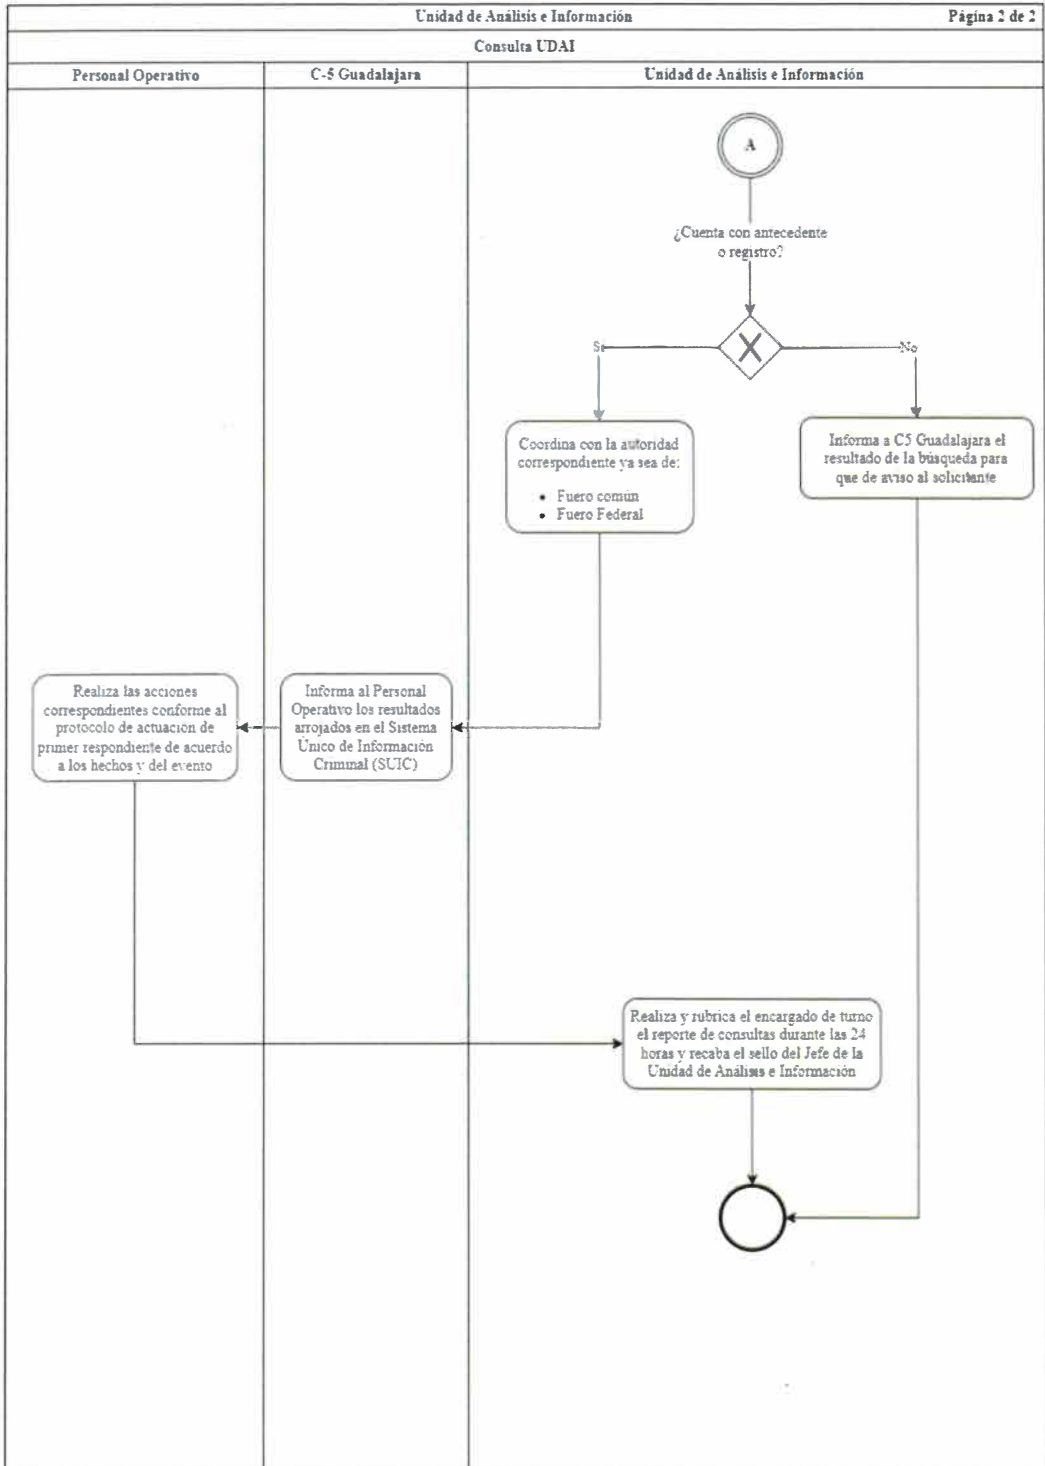 Unidad de Análisis e Información
Página 2 de 2
Consulta UDAI
Personal Operativo
C-5 Guadalajara
Unidad de Análisis e Información
A
¿Cuenta con antecedente
o registro?
Si
No
Coordina con la autoridad
correspondiente ya sea de:
• Fuero común
• Fuero Federal
Informa a C5 Guadalajara el
resultado de la búsqueda para
que de aviso al solicitante
Realiza las acciones
correspondientes conforme al
protocolo de actuación de
primer respondiente de acuerdo
a los hechos y del evento
Informa al Personal
Operativo los resultados
arrojados en el Sistema
Único de Información
Criminal (SUIC)
Realiza y rubrica el encargado de turno
el reporte de consultas durante las 24
horas y recaba el sello del Jefe de la
Unidad de Análisis e Información